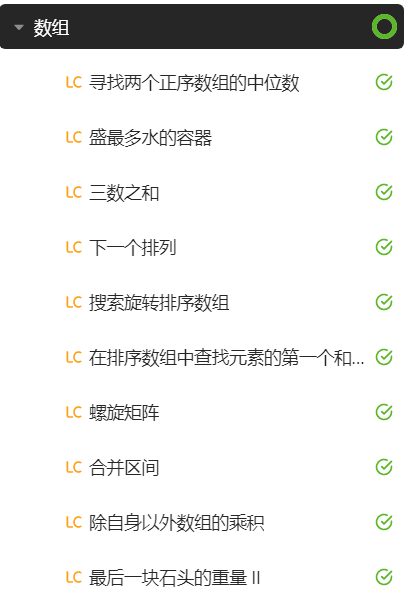 数组
LC 寻找两个正序数组的中位数
LC 盛最多水的容器
LC 三数之和
LC 下一个排列
LC 搜索旋转排序数组
LC 在排序数组中查找元素的第一个和...
LC 螺旋矩阵
LC 合并区间
LC 除自身以外数组的乘积
LC 最后一块石头的重量 II